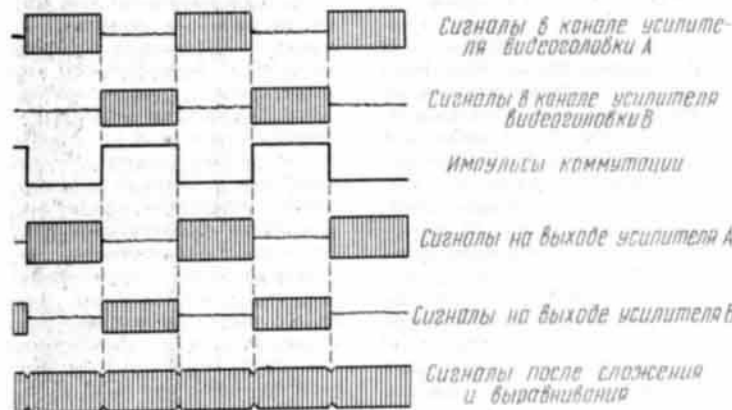 Сигналы в канале усилите-
ля видеоголовки А
Сигналы в канале усилителя
видеоголовки В
Импульсы коммутации
Сигналы на выходе усилителя А
Сигналы на выходе усилителя В
Сигналы после сложения
и выравнивания